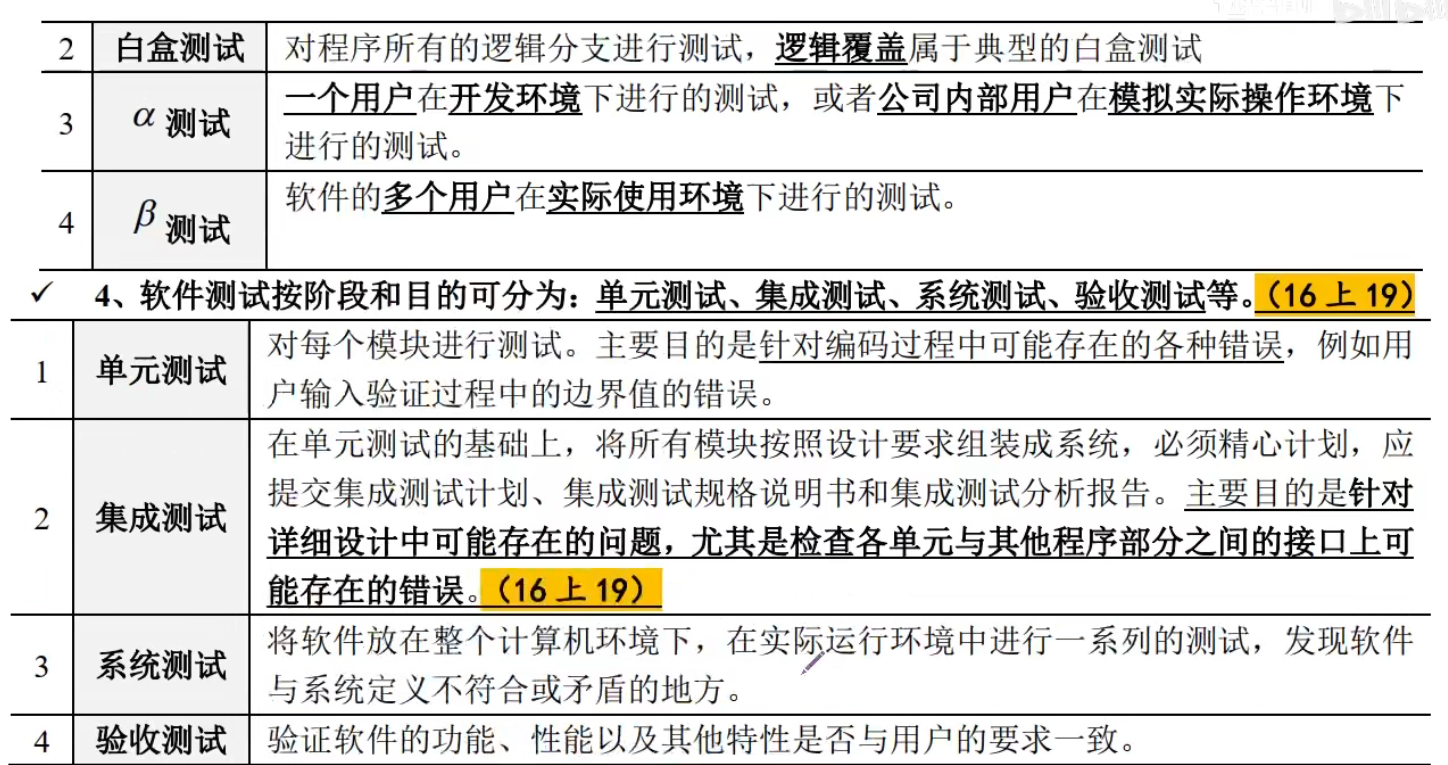 2 白盒测试 对程序所有的逻辑分支进行测试，逻辑覆盖属于典型的白盒测试
3 α 测试 一个用户在开发环境下进行的测试，或者公司内部用户在模拟实际操作环境下
进行的测试。
4 β 测试 软件的多个用户在实际使用环境下进行的测试。
✓ 4、软件测试按阶段和目的可分为：单元测试、集成测试、系统测试、验收测试等。（16 上 19）
1 单元测试 对每个模块进行测试。主要目的是针对编码过程中可能存在的各种错误，例如用
户输入验证过程中的边界值的错误。
2 集成测试 在单元测试的基础上，将所有模块按照设计要求组装成系统，必须精心计划，应
提交集成测试计划、集成测试规格说明书和集成测试分析报告。主要目的是针对
详细设计中可能存在的问题，尤其是检查各单元与其他程序部分之间的接口上可
能存在的错误。（16 上 19）
3 系统测试 将软件放在整个计算机环境下，在实际运行环境中进行一系列的测试，发现软件
与系统定义不符合或矛盾的地方。
4 验收测试 验证软件的功能、性能以及其他特性是否与用户的要求一致。